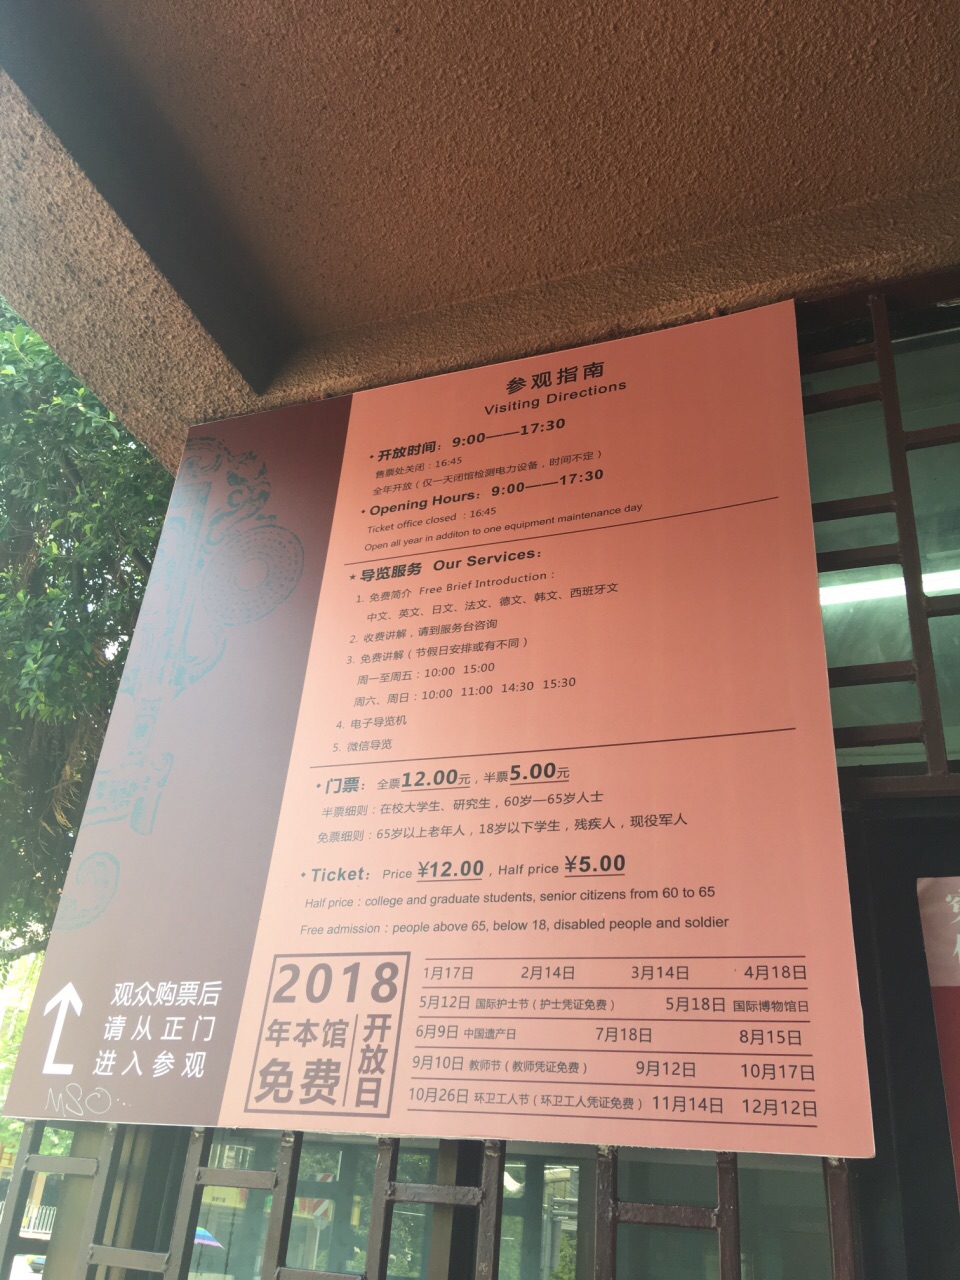 参观指南
Visiting Directions
• 开放时间：9:00——17:30
售票处关闭：16:45
全年开放（仅一天闭馆检测电力设备，时间不定）
• Opening Hours：9:00——17:30
Ticket office closed ：16:45
Open all year in additon to one equipment maintenance day
★ 导览服务 Our Services：
1. 免费简介 Free Brief Introduction：
中文、英文、日文、法文、德文、韩文、西班牙文
2. 收费讲解，请到服务台咨询
3. 免费讲解（节假日安排或有不同）
周一至周五：10:00 15:00
周六、周日：10:00 11:00 14:30 15:30
4. 电子导览机
5. 微信导览
• 门票：全票12.00元，半票5.00元
半票细则：在校大学生、研究生，60岁—65岁人士
免票细则：65岁以上老年人，18岁以下学生，残疾人，现役军人
• Ticket：Price ¥12.00，Half price ¥5.00
Half price：college and graduate students, senior citizens from 60 to 65
Free admission：people above 65, below 18, disabled people and soldier
2018
年本馆
免费
开放日
1月17日 2月14日 3月14日 4月18日
5月12日 国际护士节（护士凭证免费） 5月18日 国际博物馆日
6月9日 中国遗产日 7月18日 8月15日
9月10日 教师节（教师凭证免费） 9月12日 10月17日
10月26日 环卫工人节（环卫工人凭证免费） 11月14日 12月12日
观众购票后
请从正门
进入参观